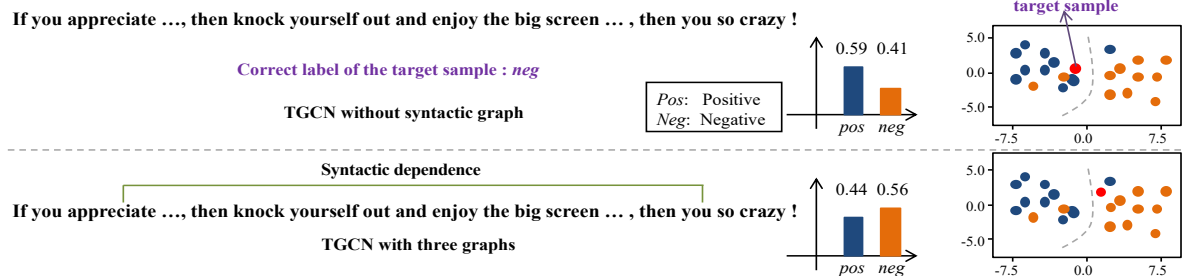 If you appreciate …, then knock yourself out and enjoy the big screen … , then you so crazy !
Correct label of the target sample : neg
TGCN without syntactic graph
Pos: Positive
Neg: Negative
0.59 0.41
pos neg
target sample
5.0
0.0
-5.0
-7.5 0.0 7.5
Syntactic dependence
If you appreciate …, then knock yourself out and enjoy the big screen … , then you so crazy !
TGCN with three graphs
0.44 0.56
pos neg
5.0
0.0
-5.0
-7.5 0.0 7.5